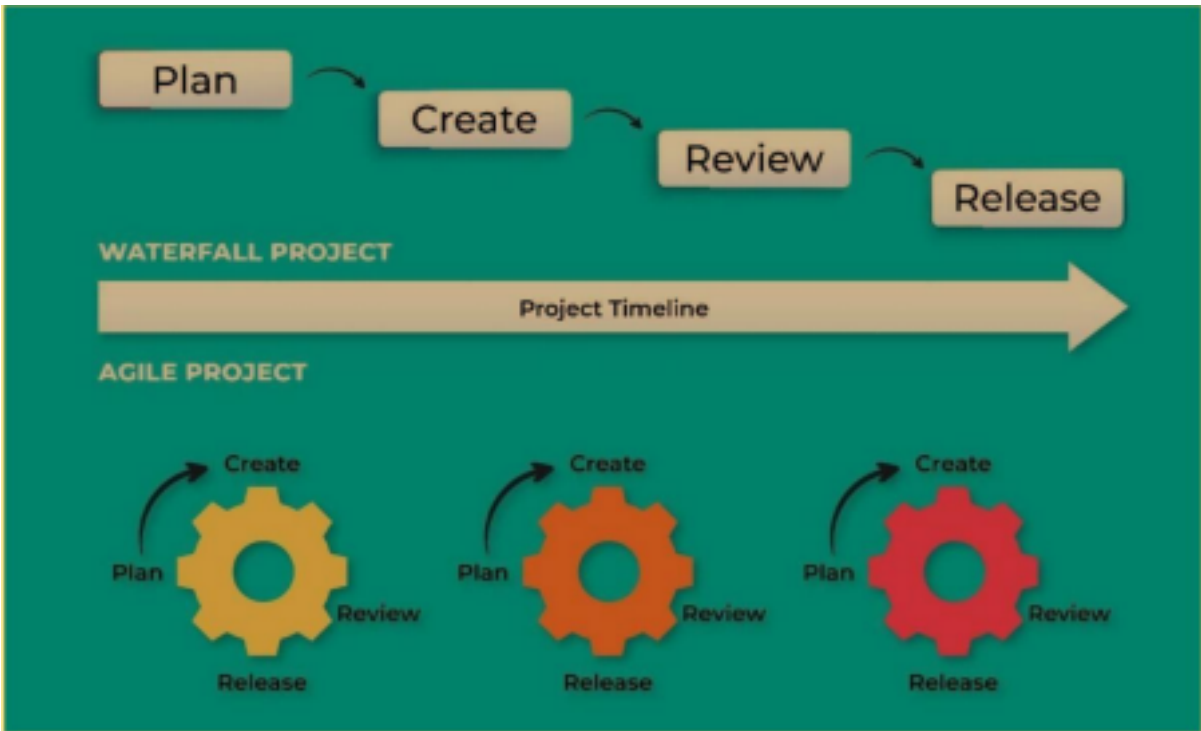 Plan
Create
Review
Release
WATERFALL PROJECT
Project Timeline
AGILE PROJECT
Create
Plan
Review
Release
Create
Plan
Review
Release
Create
Plan
Review
Release